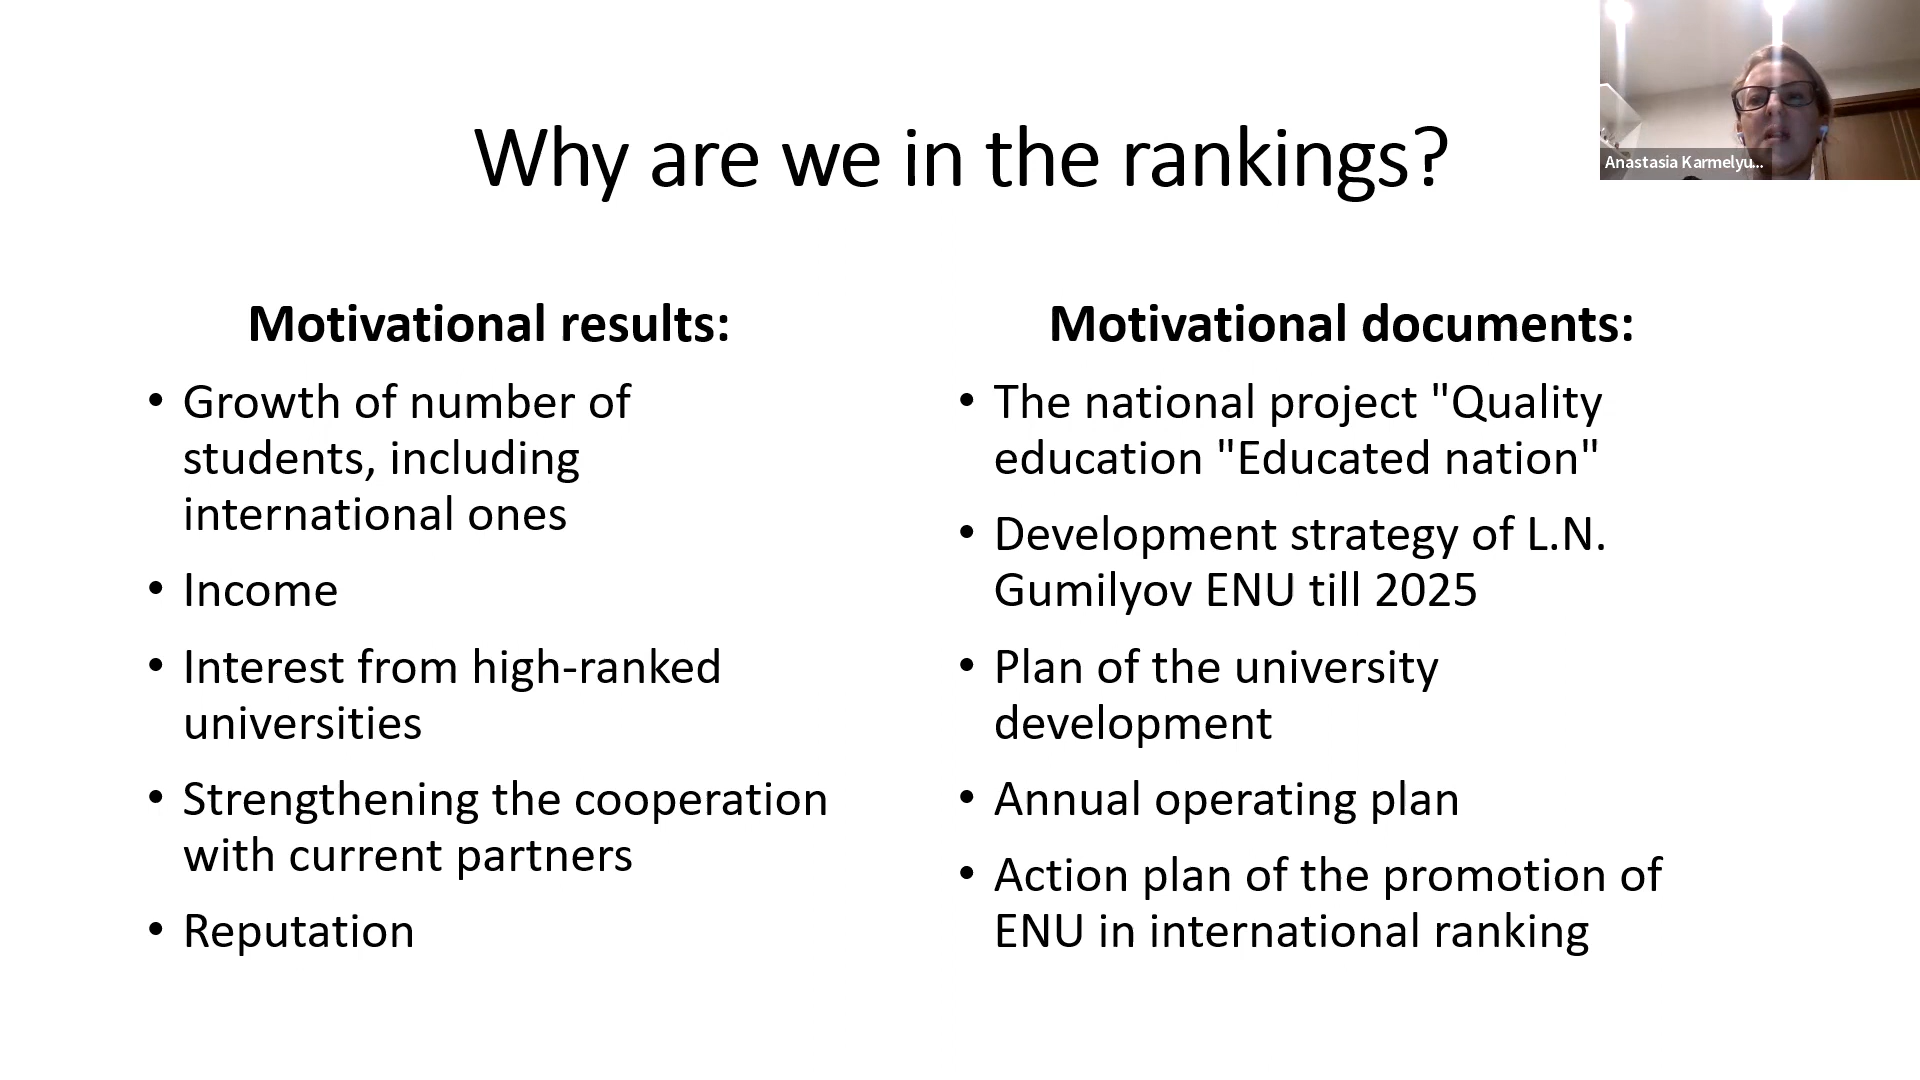 Why are we in the rankings?
Anastasia Karmelyu...
Motivational results:
• Growth of number of
students, including
international ones
• Income
• Interest from high-ranked
universities
• Strengthening the cooperation
with current partners
• Reputation
Motivational documents:
• The national project "Quality
education "Educated nation"
• Development strategy of L.N.
Gumilyov ENU till 2025
• Plan of the university
development
• Annual operating plan
• Action plan of the promotion of
ENU in international ranking